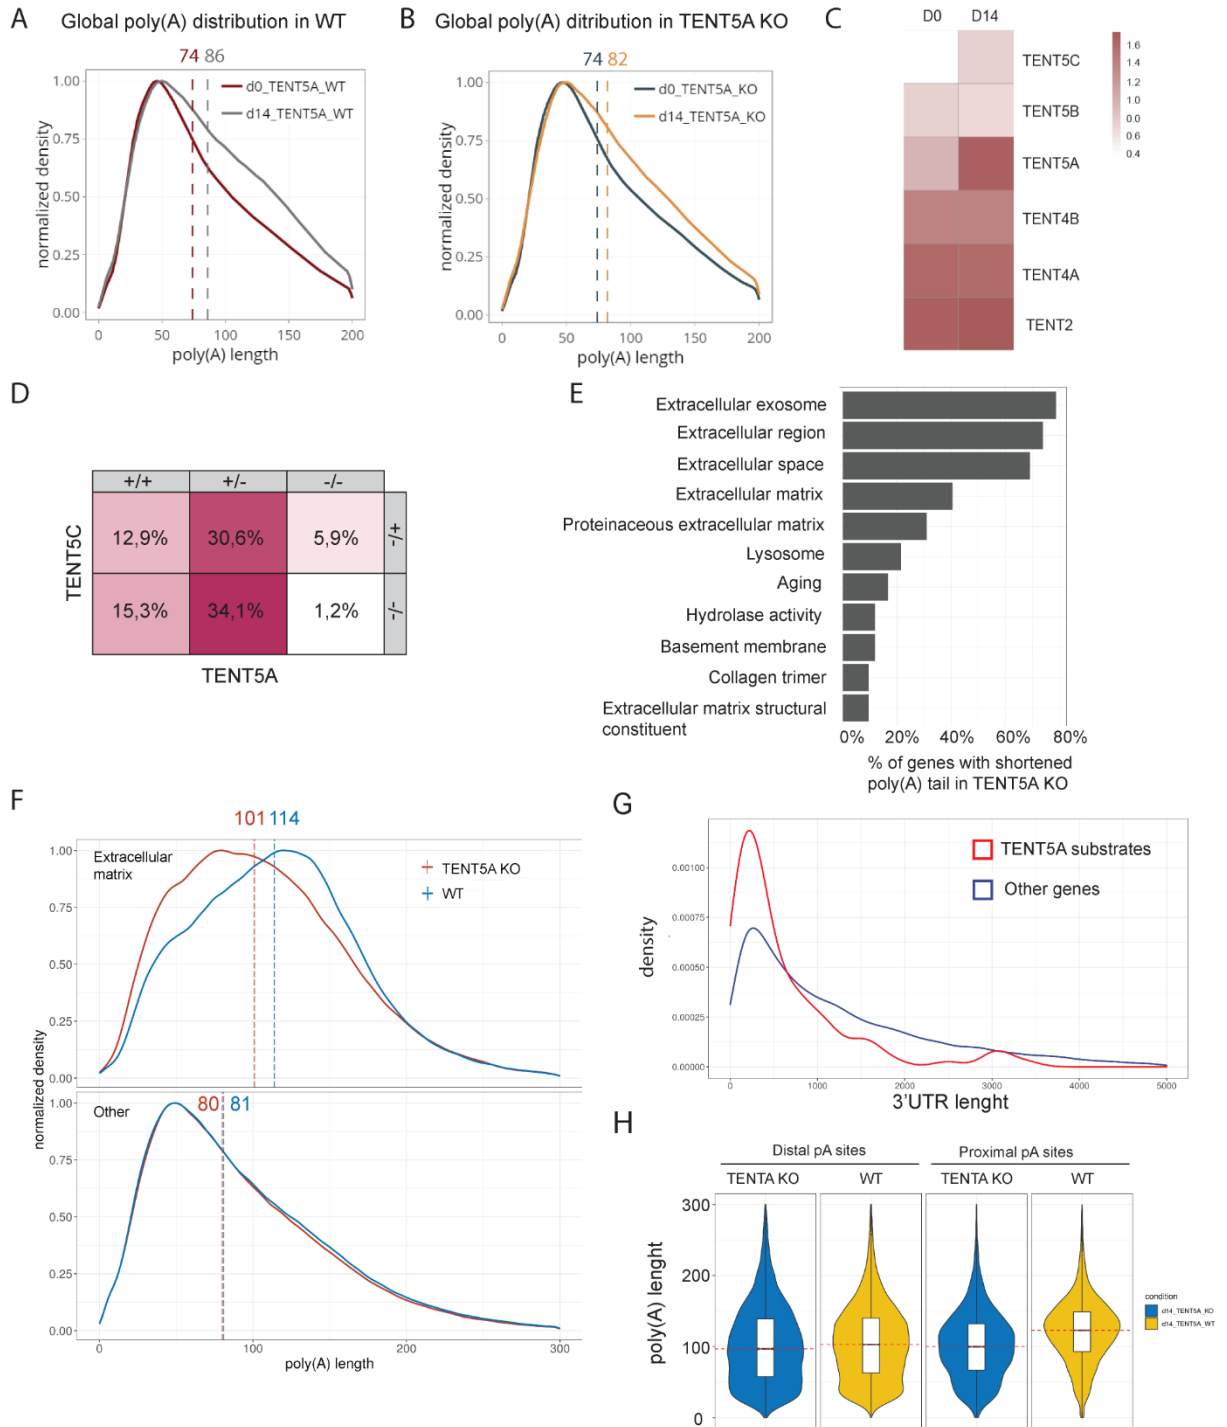 A
Global poly(A) distribution in WT
74
86
1.00
0.75
0.50
0.25
0.00
normalized density
d0_TENT5A_WT
d14_TENT5A_WT
0
50
100
150
200
poly(A) length
B
Global poly(A) ditribution in TENT5A KO
74
82
1.00
0.75
0.50
0.25
0.00
normalized density
d0_TENT5A_KO
d14_TENT5A_KO
0
50
100
150
200
poly(A) length
C
D0
D14
TENT5C
TENT5B
TENT5A
TENT4B
TENT4A
TENT2
1.6
1.2
1.0
0.8
0.6
0.4
D
+/+
+/-
-/-
TENT5C
12,9%
30,6%
5,9%
-/+
15,3%
34,1%
1,2%
-/-
TENT5A
E
Extracellular exosome
Extracellular region
Extracellular space
Extracellular matrix
Proteinaceous extracellular matrix
Lysosome
Aging
Hydrolase activity
Basement membrane
Collagen trimer
Extracellular matrix structural
constituent
0%
20%
40%
60%
80%
% of genes with shortened
poly(A) tail in TENT5A KO
F
101
114
1.00
0.75
0.50
0.25
0.00
Extracellular
matrix
TENT5A KO
WT
normalized density
1.00
0.75
0.50
0.25
0.00
Other
80
81
0
100
200
300
poly(A) length
G
0.00100
0.00075
0.00050
0.00025
0.00000
density
TENT5A substrates
Other genes
0
1000
2000
3000
4000
5000
3'UTR lenght
H
Distal pA sites
Proximal pA sites
TENTA KO
WT
TENTA KO
WT
300
200
100
0
poly(A) lenght
condition
d14_TENT5A_KO
d14_TENT5A_WT